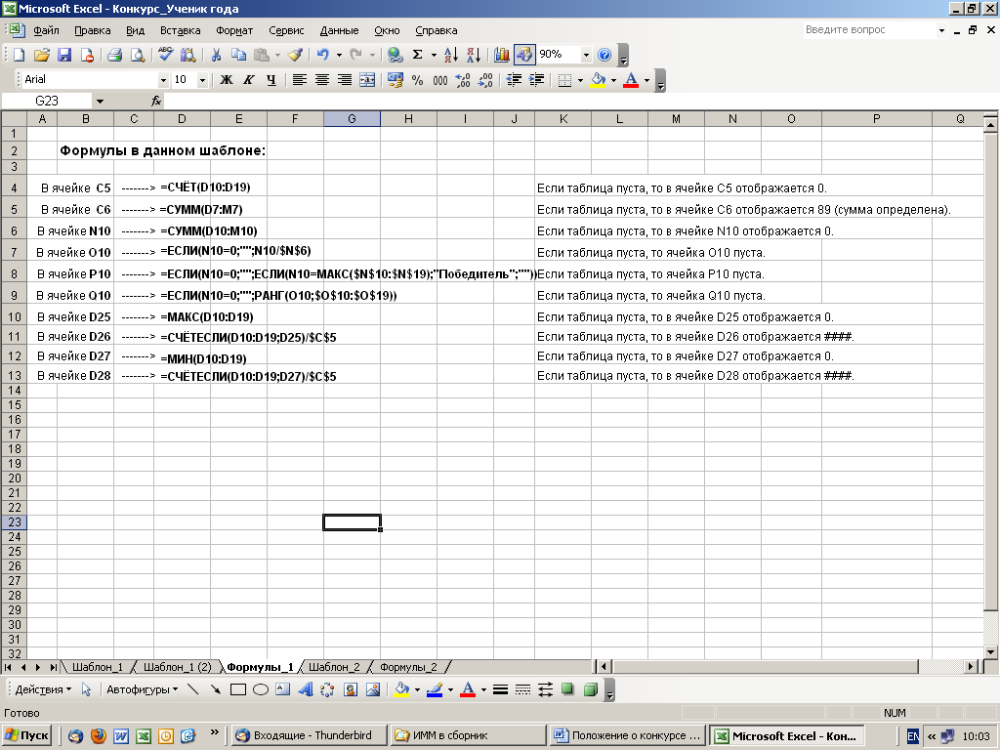 Microsoft Excel - Конкурс_Ученик года
Файл Правка Вид Вставка Формат Сервис Данные Окно Справка Введите вопрос
90%
Arial 10 Ж К Ч % 000
G23 fx
A B C D E F G H I J K L M N O P Q
1
2 Формулы в данном шаблоне:
3
4 В ячейке C5 -------> =СЧЁТ(D10:D19) Если таблица пуста, то в ячейке C5 отображается 0.
5 В ячейке C6 -------> =СУММ(D7:M7) Если таблица пуста, то в ячейке C6 отображается 89 (сумма определена).
6 В ячейке N10 -------> =СУММ(D10:M10) Если таблица пуста, то в ячейке N10 отображается 0.
7 В ячейке O10 -------> =ЕСЛИ(N10=0;"";N10/$N$6) Если таблица пуста, то ячейка O10 пуста.
8 В ячейке P10 -------> =ЕСЛИ(N10=0;"";ЕСЛИ(N10=МАКС($N$10:$N$19);"Победитель";"")) Если таблица пуста, то ячейка P10 пуста.
9 В ячейке Q10 -------> =ЕСЛИ(N10=0;"";РАНГ(O10;$O$10:$O$19)) Если таблица пуста, то ячейка Q10 пуста.
10 В ячейке D25 -------> =МАКС(D10:D19) Если таблица пуста, то в ячейке D25 отображается 0.
11 В ячейке D26 -------> =СЧЁТЕСЛИ(D10:D19;D25)/$C$5 Если таблица пуста, то в ячейке D26 отображается ####.
12 В ячейке D27 -------> =МИН(D10:D19) Если таблица пуста, то в ячейке D27 отображается 0.
13 В ячейке D28 -------> =СЧЁТЕСЛИ(D10:D19;D27)/$C$5 Если таблица пуста, то в ячейке D28 отображается ####.
14
15
16
17
18
19
20
21
22
23
24
25
26
27
28
29
30
31
32
Шаблон_1 Шаблон_1 (2) Формулы_1 Шаблон_2 Формулы_2
Действия Автофигуры
Готово NUM
Пуск » Входящие - Thunderbird ИММ в сборник Положение о конкурсе ... Microsoft Excel - Кон... EN « 10:03